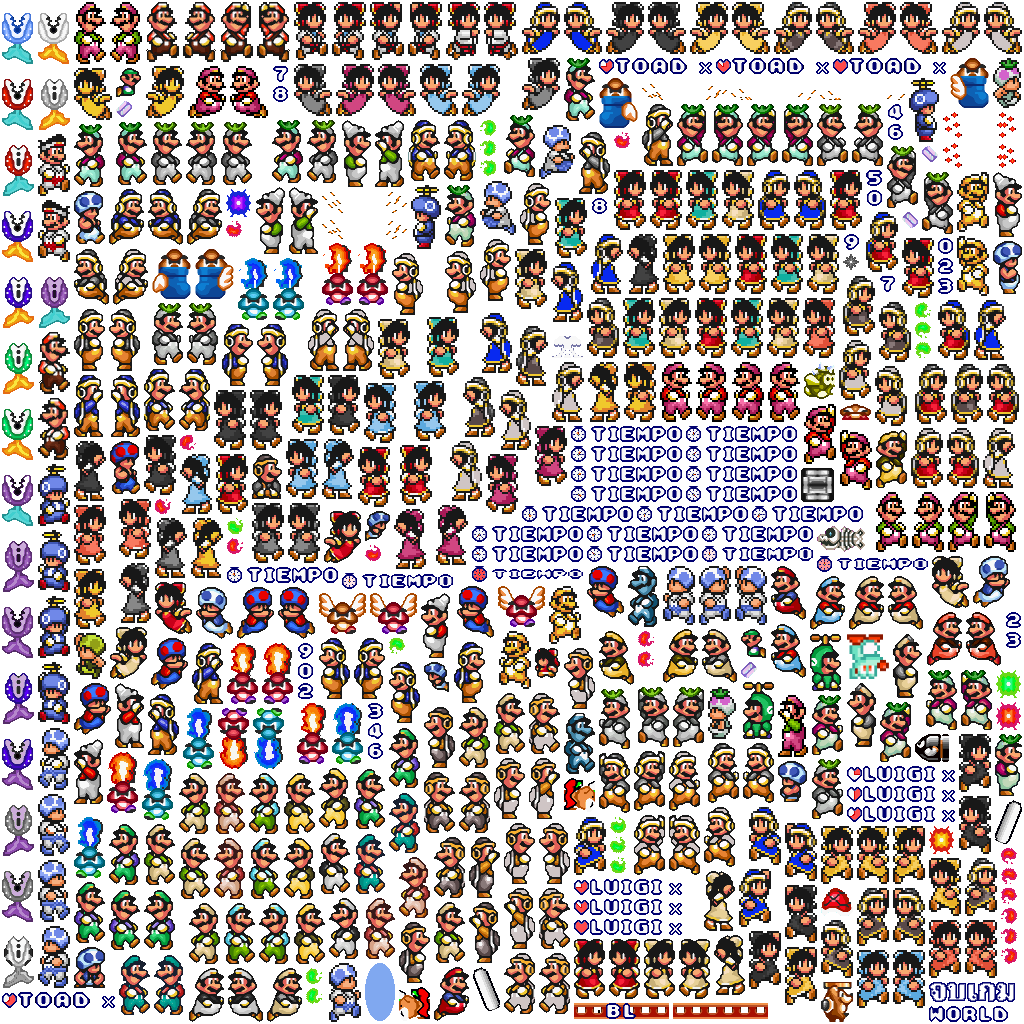 TOAD x TOAD x TOAD x
78
46
50
8
9
023
7
TIEMPO TIEMPO
TIEMPO TIEMPO
TIEMPO TIEMPO
TIEMPO TIEMPO
TIEMPO TIEMPO TIEMPO
TIEMPO TIEMPO TIEMPO
TIEMPO TIEMPO TIEMPO
TIEMPO
TIEMPO TIEMPO TIEMPO
23
902
346
LUIGI x
LUIGI x
LUIGI x
LUIGI x
LUIGI x
LUIGI x
TOAD x
BL
จบเกม
WORLD